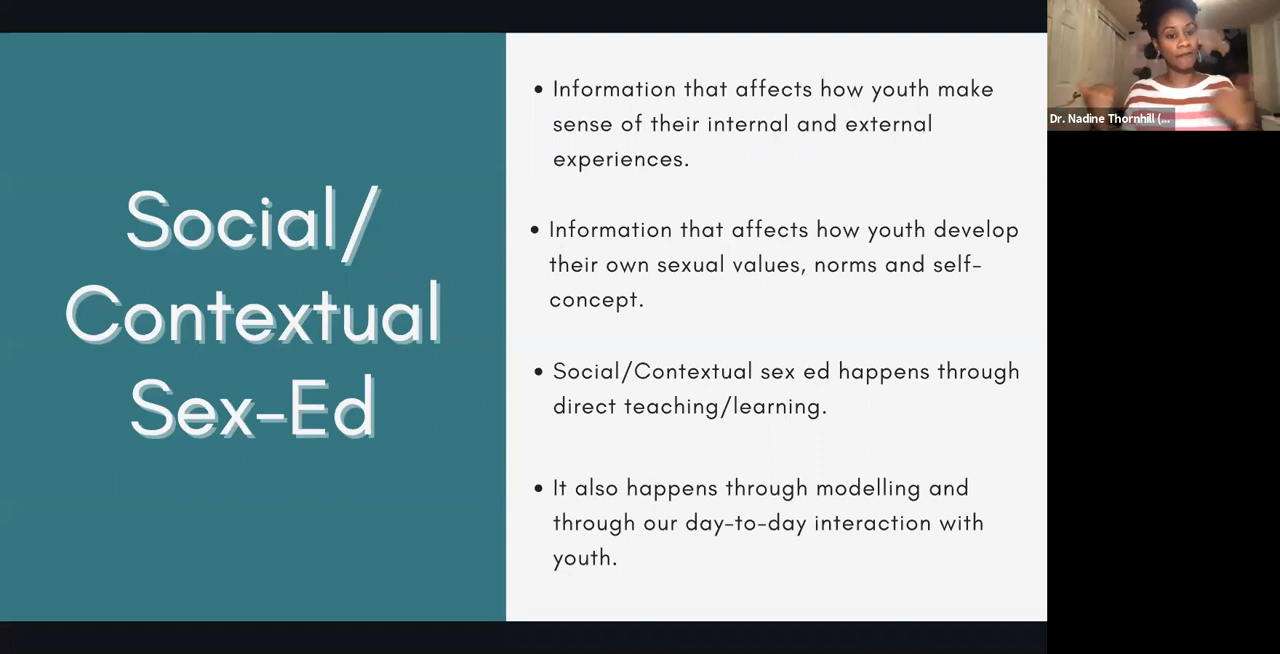 Social/
Contextual
Sex-Ed
• Information that affects how youth make
sense of their internal and external
experiences.
• Information that affects how youth develop
their own sexual values, norms and self-
concept.
• Social/Contextual sex ed happens through
direct teaching/learning.
• It also happens through modelling and
through our day-to-day interaction with
youth.
Dr. Nadine Thornhill (...